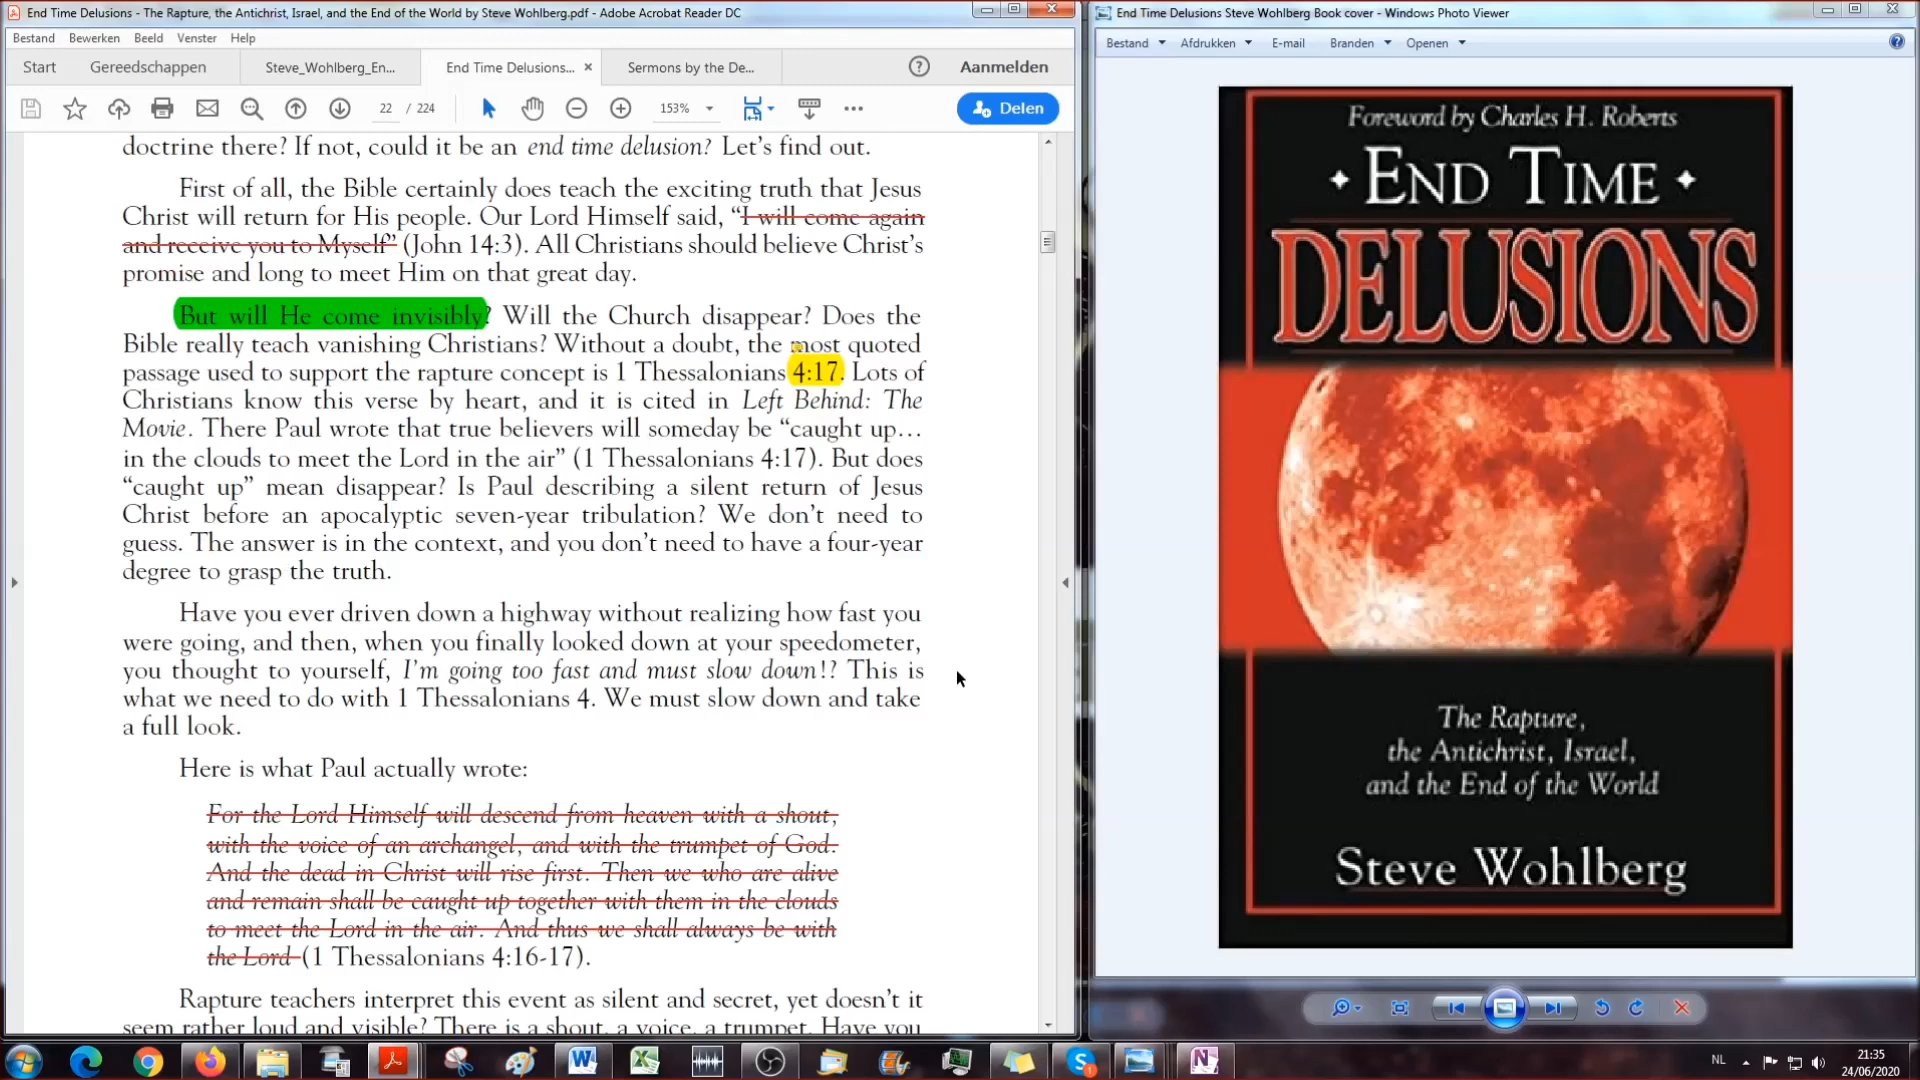 End Time Delusions - The Rapture, the Antichrist, Israel, and the End of the World by Steve Wohlberg.pdf - Adobe Acrobat Reader DC
Bestand Bewerken Beeld Venster Help
Start Gereedschappen Steve_Wohlberg_En... End Time Delusions... × Sermons by the De... Aanmelden
22 / 224 153% Delen
doctrine there? If not, could it be an end time delusion? Let's find out.
First of all, the Bible certainly does teach the exciting truth that Jesus
Christ will return for His people. Our Lord Himself said, “I will come again
and receive you to Myself” (John 14:3). All Christians should believe Christ's
promise and long to meet Him on that great day.
But will He come invisibly? Will the Church disappear? Does the
Bible really teach vanishing Christians? Without a doubt, the most quoted
passage used to support the rapture concept is 1 Thessalonians 4:17. Lots of
Christians know this verse by heart, and it is cited in Left Behind: The
Movie. There Paul wrote that true believers will someday be “caught up…
in the clouds to meet the Lord in the air” (1 Thessalonians 4:17). But does
“caught up” mean disappear? Is Paul describing a silent return of Jesus
Christ before an apocalyptic seven-year tribulation? We don't need to
guess. The answer is in the context, and you don't need to have a four-year
degree to grasp the truth.
Have you ever driven down a highway without realizing how fast you
were going, and then, when you finally looked down at your speedometer,
you thought to yourself, I'm going too fast and must slow down!? This is
what we need to do with 1 Thessalonians 4. We must slow down and take
a full look.
Here is what Paul actually wrote:
For the Lord Himself will descend from heaven with a shout,
with the voice of an archangel, and with the trumpet of God.
And the dead in Christ will rise first. Then we who are alive
and remain shall be caught up together with them in the clouds
to meet the Lord in the air. And thus we shall always be with
the Lord (1 Thessalonians 4:16-17).
Rapture teachers interpret this event as silent and secret, yet doesn't it
seem rather loud and visible? There is a shout, a voice, a trumpet. Have you
End Time Delusions Steve Wohlberg Book cover - Windows Photo Viewer
Bestand Afdrukken E-mail Branden Openen
Foreword by Charles H. Roberts
END TIME
DELUSIONS
The Rapture,
the Antichrist, Israel,
and the End of the World
Steve Wohlberg
NL
21:35
24/06/2020